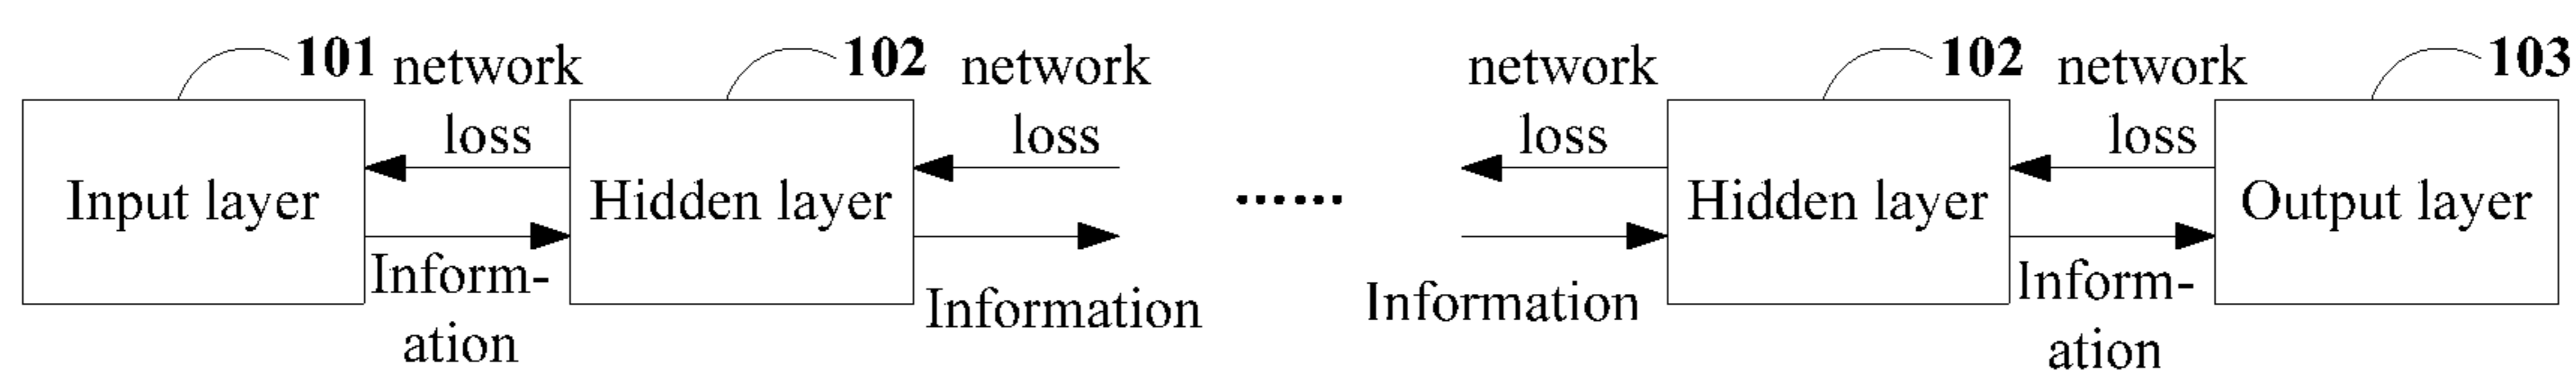 101
network
loss
102
network
loss
network
loss
102
network
loss
103
Input layer
Hidden layer
......
Hidden layer
Output layer
Inform-
ation
Information
Information
Inform-
ation